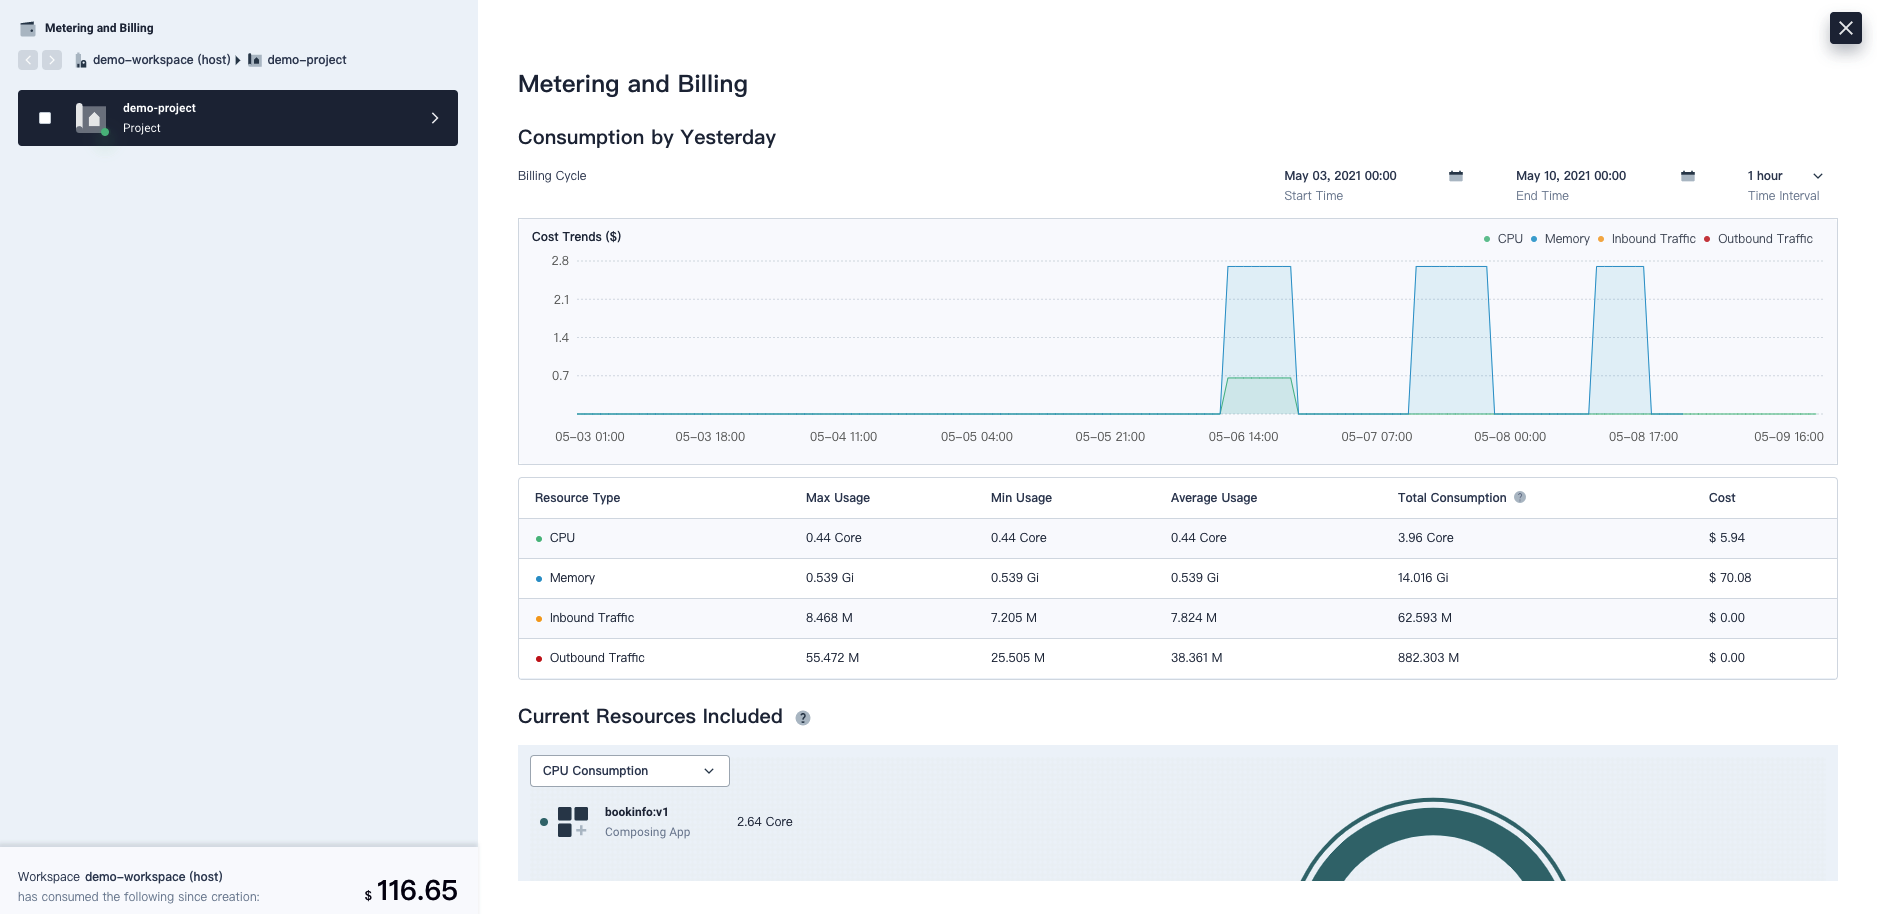 Metering and Billing
demo-workspace (host) demo-project
demo-project
Project
Workspace demo-workspace (host)
has consumed the following since creation:
$ 116.65
Metering and Billing
Consumption by Yesterday
Billing Cycle
May 03, 2021 00:00
Start Time
May 10, 2021 00:00
End Time
1 hour
Time Interval
Cost Trends ($)
CPU Memory Inbound Traffic Outbound Traffic
2.8
2.1
1.4
0.7
05-03 01:00 05-03 18:00 05-04 11:00 05-05 04:00 05-05 21:00 05-06 14:00 05-07 07:00 05-08 00:00 05-08 17:00 05-09 16:00
Resource Type Max Usage Min Usage Average Usage Total Consumption ? Cost
CPU 0.44 Core 0.44 Core 0.44 Core 3.96 Core $ 5.94
Memory 0.539 Gi 0.539 Gi 0.539 Gi 14.016 Gi $ 70.08
Inbound Traffic 8.468 M 7.205 M 7.824 M 62.593 M $ 0.00
Outbound Traffic 55.472 M 25.505 M 38.361 M 882.303 M $ 0.00
Current Resources Included ?
CPU Consumption
bookinfo:v1
Composing App
2.64 Core